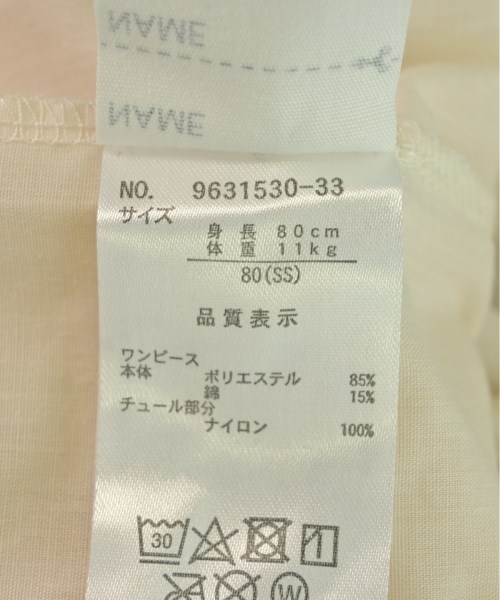 NAME
NAME
NO. 9631530-33
サイズ
身長 80cm
体重 11kg
80(SS)
品質表示
ワンピース
本体 ポリエステル 85%
綿 15%
チュール部分
ナイロン 100%
30
W